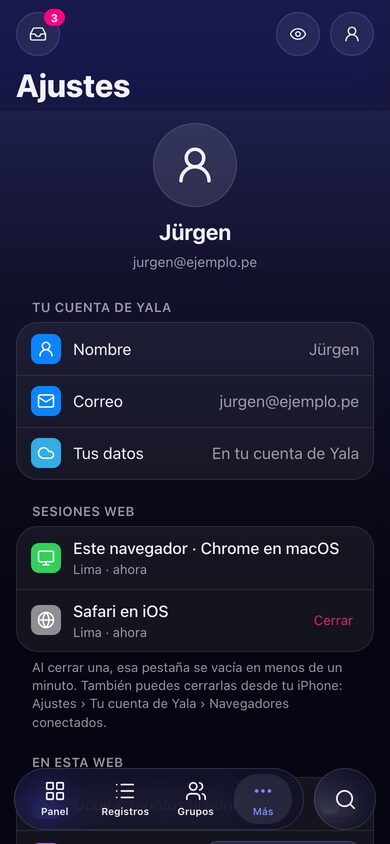 3
Ajustes
Jürgen
jurgen@ejemplo.pe
TU CUENTA DE YALA
Nombre
Jürgen
Correo
jurgen@ejemplo.pe
Tus datos
En tu cuenta de Yala
SESIONES WEB
Este navegador · Chrome en macOS
Lima · ahora
Safari en iOS
Lima · ahora
Cerrar
Al cerrar una, esa pestaña se vacía en menos de un
minuto. También puedes cerrarlas desde tu iPhone:
Ajustes › Tu cuenta de Yala › Navegadores
conectados.
EN ESTA WEB
Panel
Registros
Grupos
Más